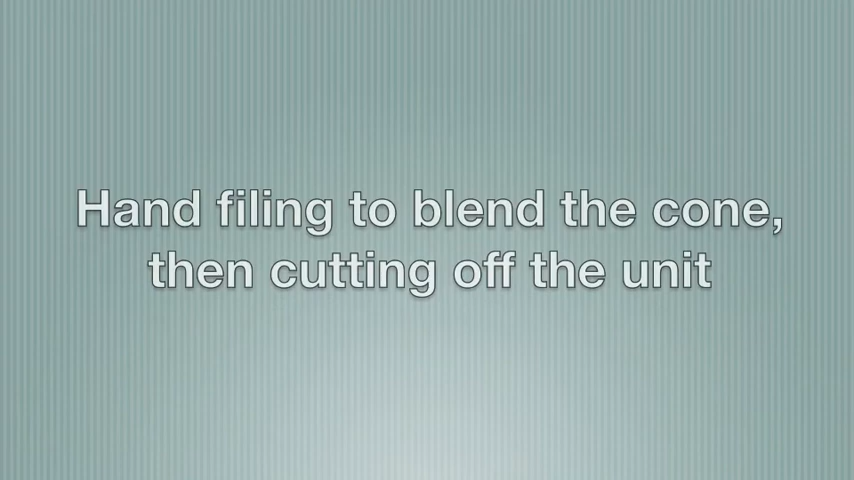 Hand filing to blend the cone,
then cutting off the unit